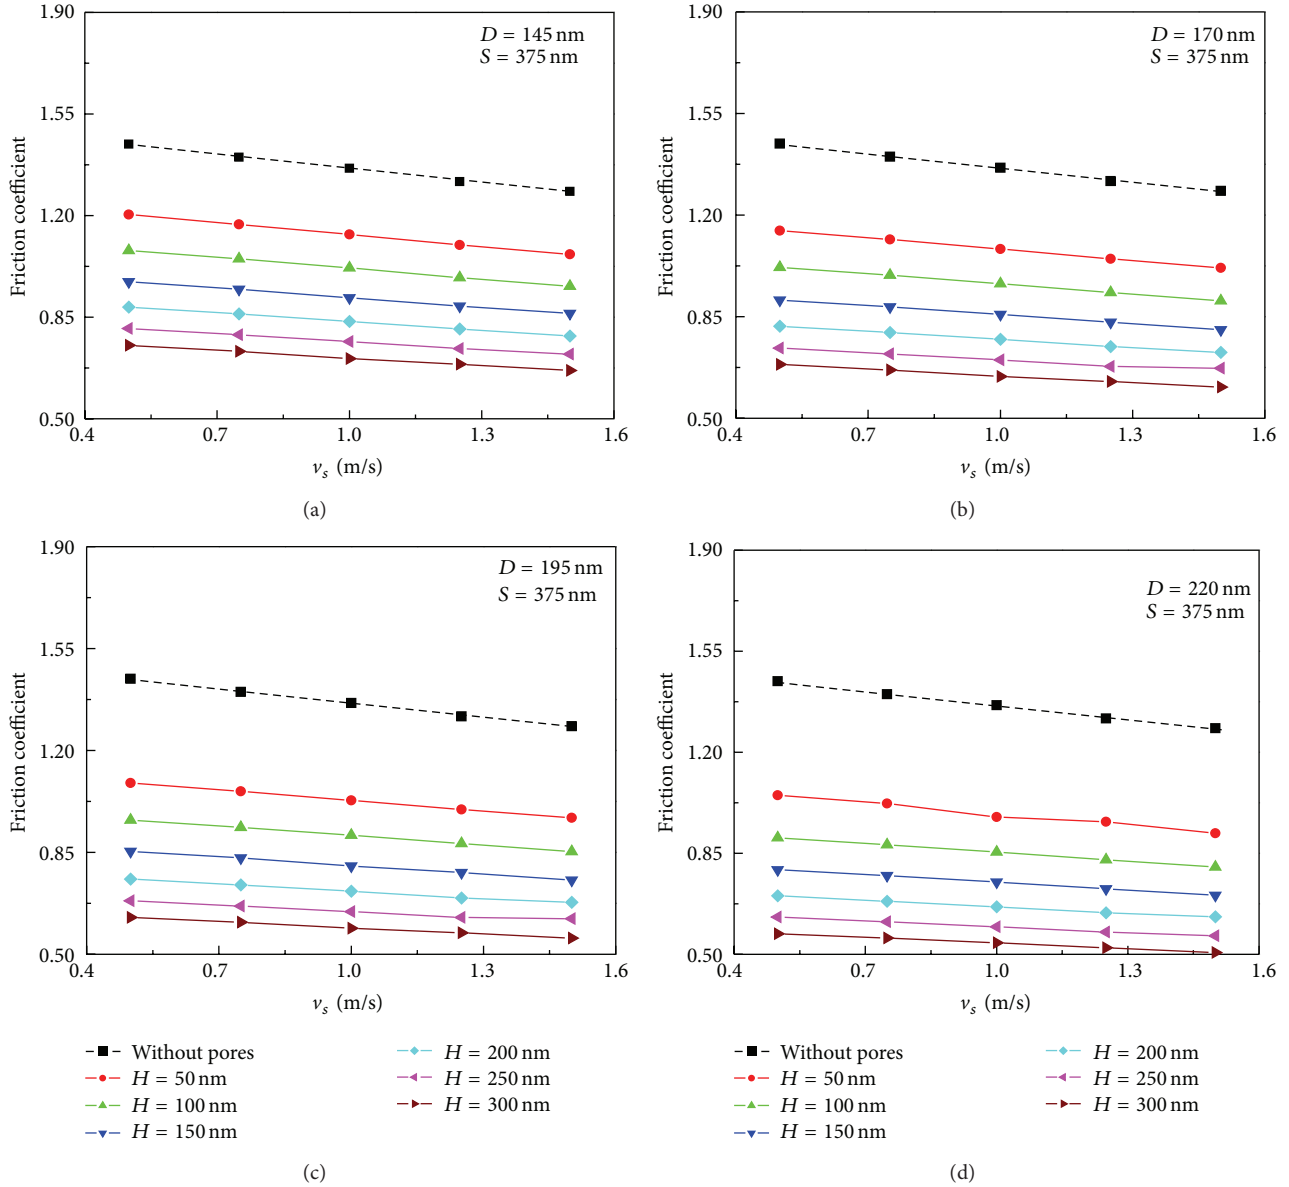 1.90
1.55
1.20
0.85
0.50
Friction coefficient
D = 145 nm
S = 375 nm
0.4 0.7 1.0 1.3 1.6
v_s (m/s)
(a)
1.90
1.55
1.20
0.85
0.50
Friction coefficient
D = 170 nm
S = 375 nm
0.4 0.7 1.0 1.3 1.6
v_s (m/s)
(b)
1.90
1.55
1.20
0.85
0.50
Friction coefficient
D = 195 nm
S = 375 nm
0.4 0.7 1.0 1.3 1.6
v_s (m/s)
Without pores
H = 50 nm
H = 100 nm
H = 150 nm
H = 200 nm
H = 250 nm
H = 300 nm
(c)
1.90
1.55
1.20
0.85
0.50
Friction coefficient
D = 220 nm
S = 375 nm
0.4 0.7 1.0 1.3 1.6
v_s (m/s)
Without pores
H = 50 nm
H = 100 nm
H = 150 nm
H = 200 nm
H = 250 nm
H = 300 nm
(d)